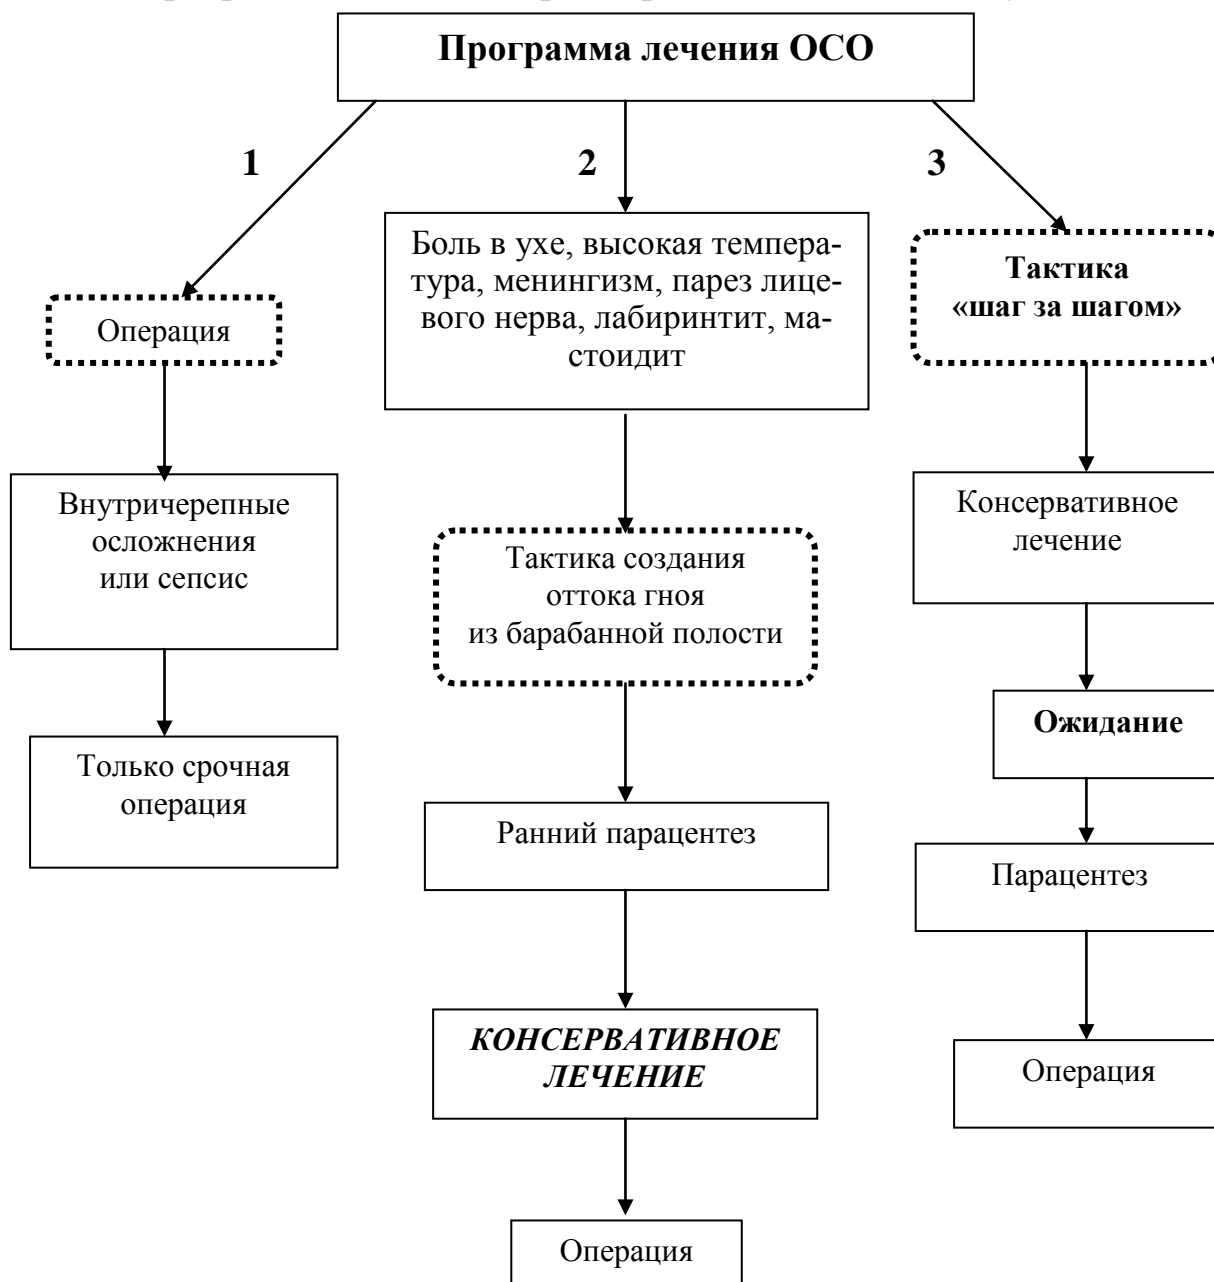 Программа лечения ОСО
1
2
3
Операция
Внутричерепные
осложнения
или сепсис
Только срочная
операция
Боль в ухе, высокая темпера-
тура, менингизм, парез лице-
вого нерва, лабиринтит, ма-
стоидит
Тактика создания
оттока гноя
из барабанной полости
Ранний парацентез
КОНСЕРВАТИВНОЕ
ЛЕЧЕНИЕ
Операция
Тактика
«шаг за шагом»
Консервативное
лечение
Ожидание
Парацентез
Операция